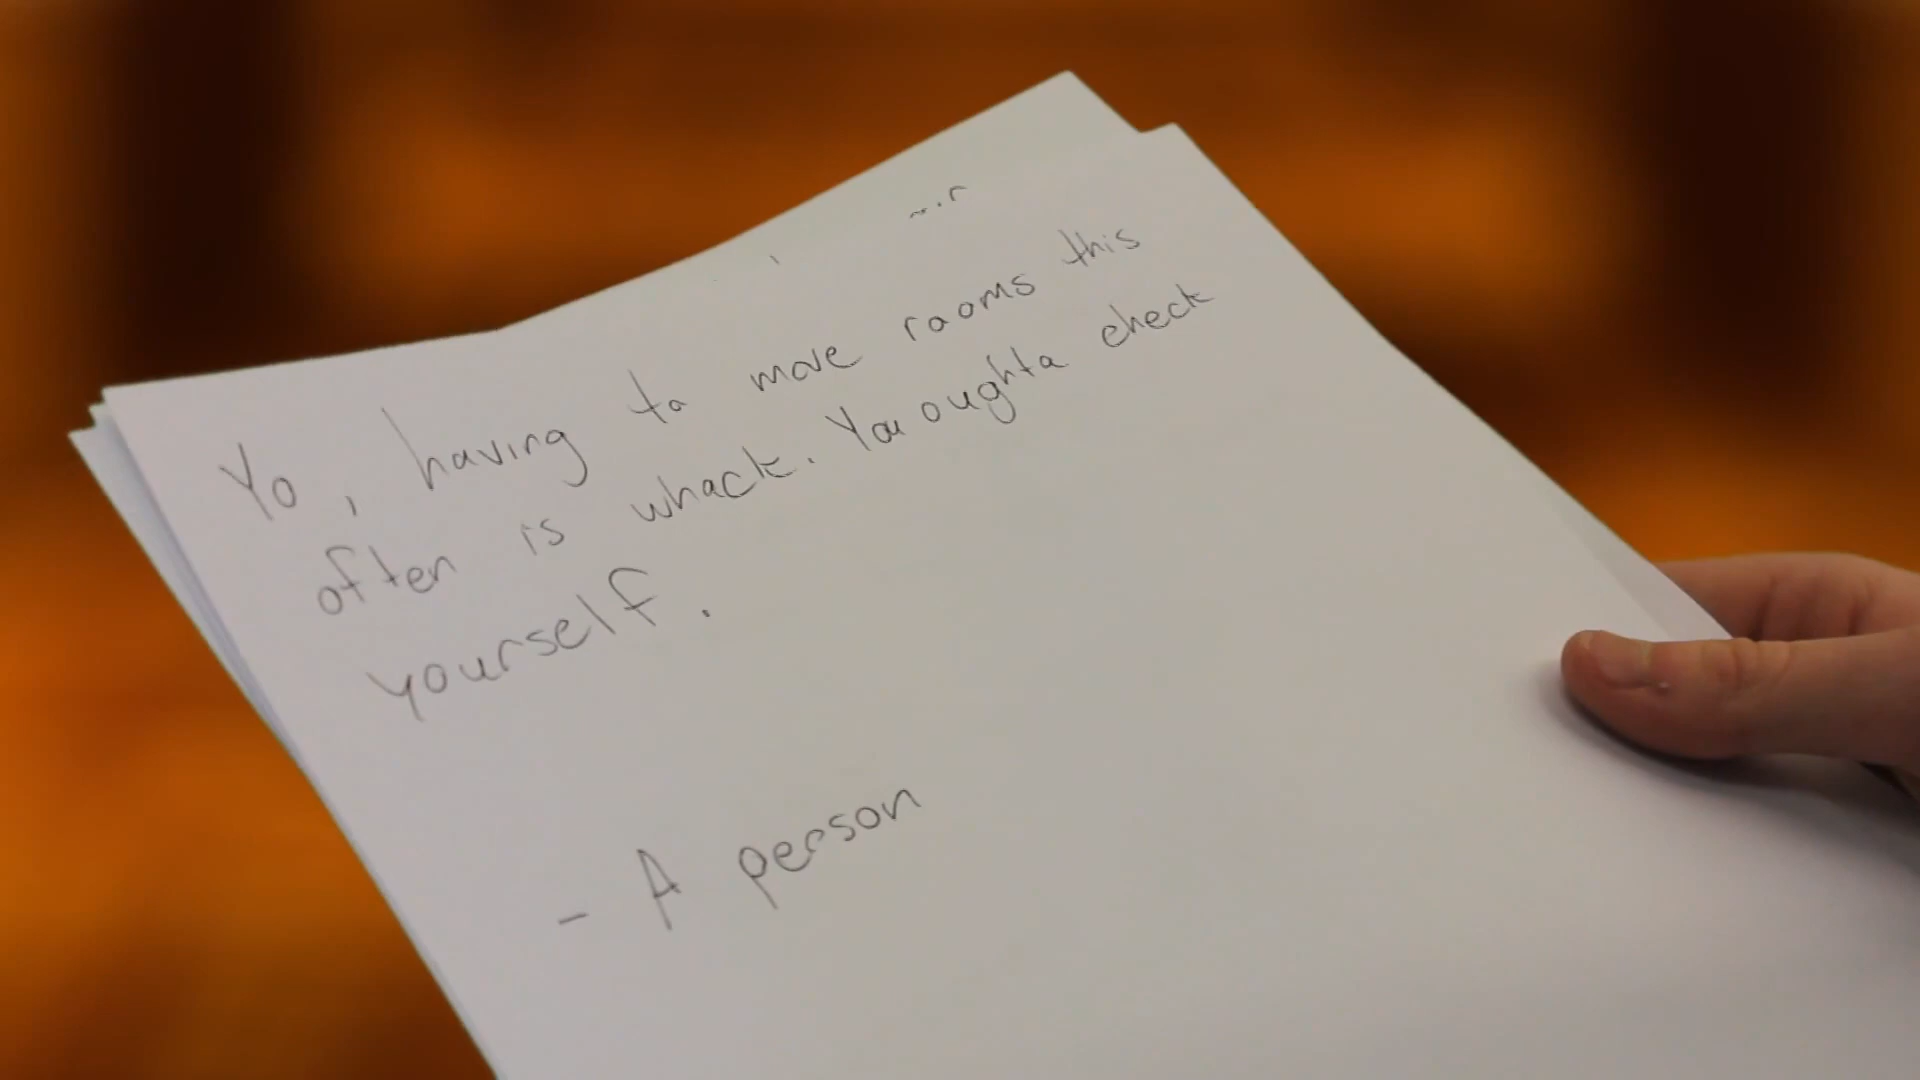 Yo, having to move rooms this
often is whack. You oughta check
yourself.
- A person